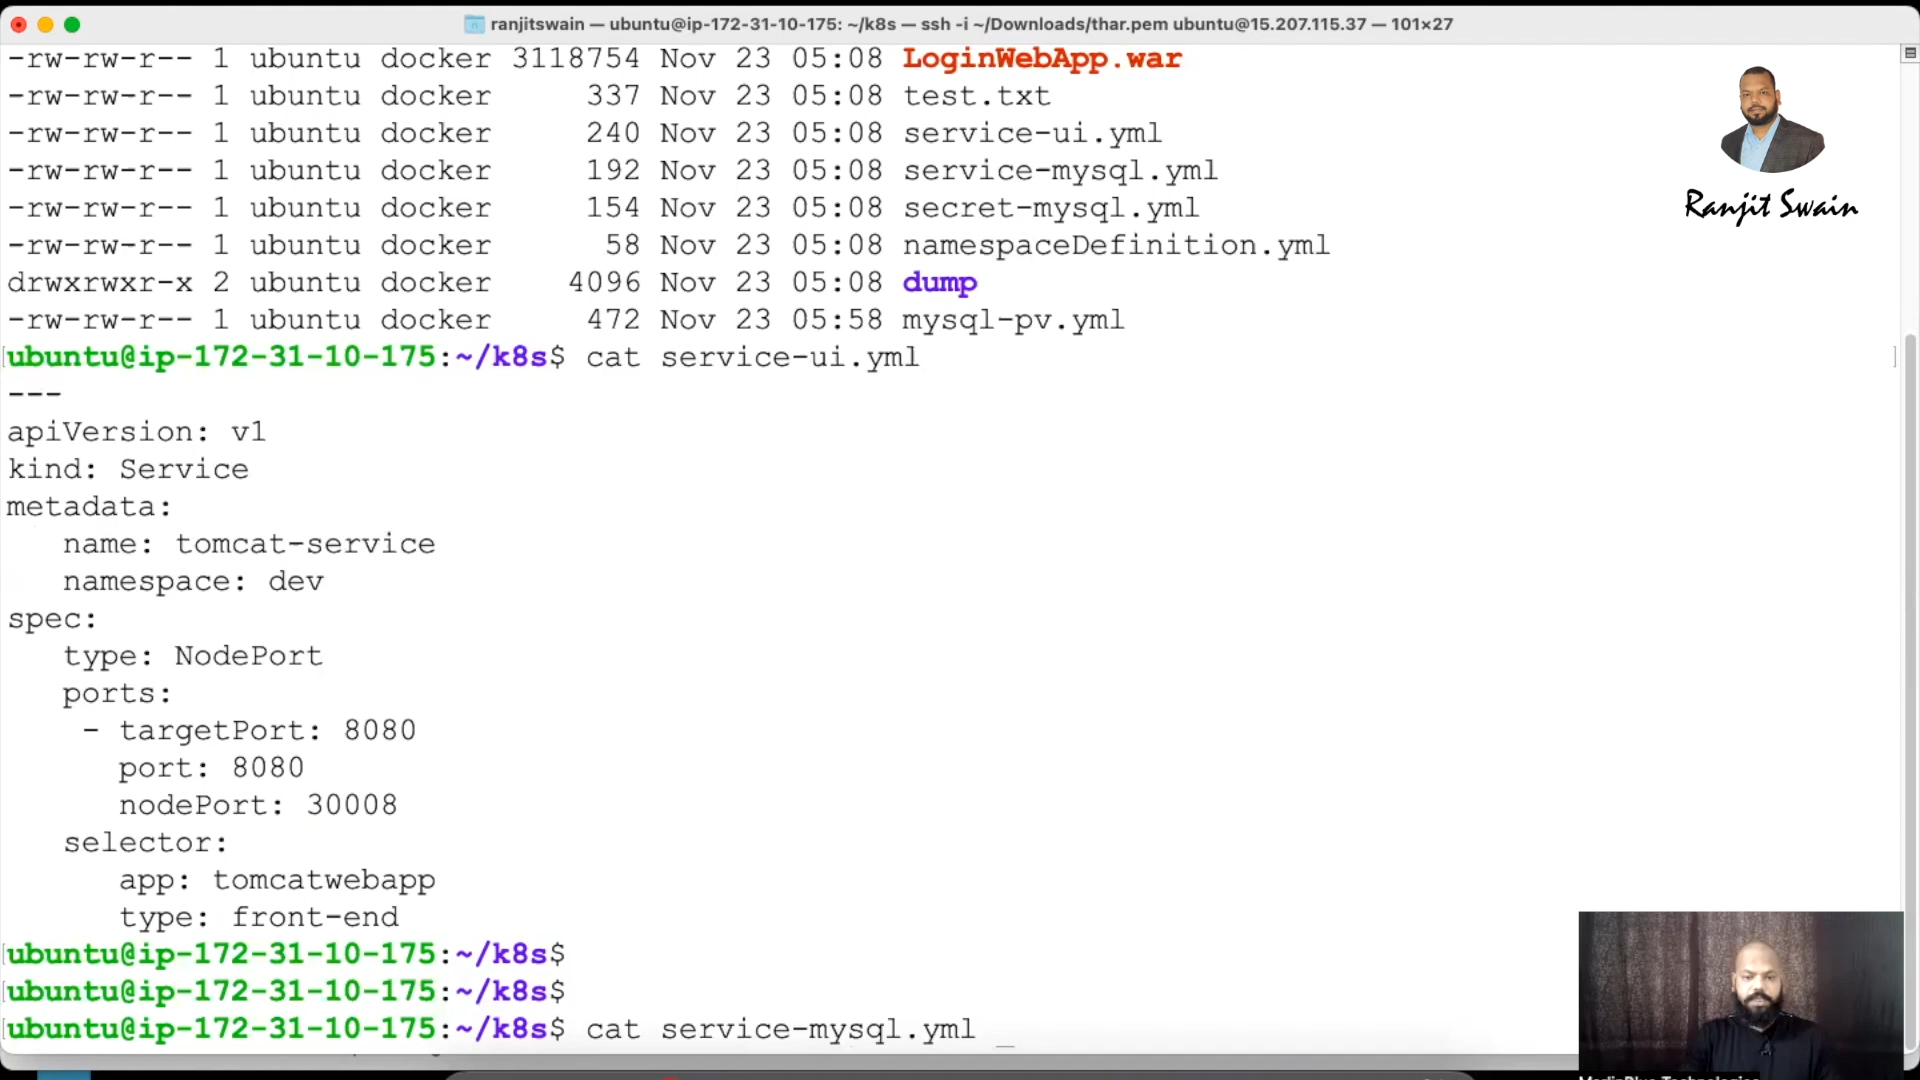 ranjitswain — ubuntu@ip-172-31-10-175: ~/k8s — ssh -i ~/Downloads/thar.pem ubuntu@15.207.115.37 — 101×27
-rw-rw-r-- 1 ubuntu docker 3118754 Nov 23 05:08 LoginWebApp.war
-rw-rw-r-- 1 ubuntu docker     337 Nov 23 05:08 test.txt
-rw-rw-r-- 1 ubuntu docker     240 Nov 23 05:08 service-ui.yml
-rw-rw-r-- 1 ubuntu docker     192 Nov 23 05:08 service-mysql.yml
-rw-rw-r-- 1 ubuntu docker     154 Nov 23 05:08 secret-mysql.yml
-rw-rw-r-- 1 ubuntu docker      58 Nov 23 05:08 namespaceDefinition.yml
drwxrwxr-x 2 ubuntu docker    4096 Nov 23 05:08 dump
-rw-rw-r-- 1 ubuntu docker     472 Nov 23 05:58 mysql-pv.yml
ubuntu@ip-172-31-10-175:~/k8s$ cat service-ui.yml
---
apiVersion: v1
kind: Service
metadata:
   name: tomcat-service
   namespace: dev
spec:
   type: NodePort
   ports:
    - targetPort: 8080
      port: 8080
      nodePort: 30008
   selector:
      app: tomcatwebapp
      type: front-end
ubuntu@ip-172-31-10-175:~/k8s$
ubuntu@ip-172-31-10-175:~/k8s$
ubuntu@ip-172-31-10-175:~/k8s$ cat service-mysql.yml
Ranjit Swain